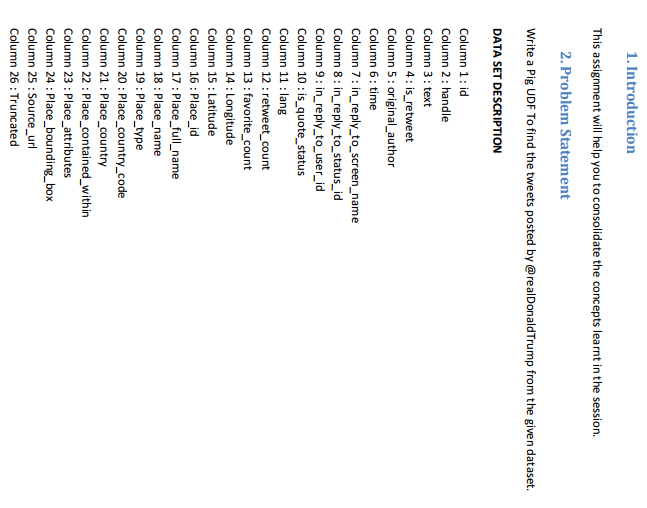 1. Introduction
This assignment will help you to consolidate the concepts learnt in the session.
2. Problem Statement
Write a Pig UDF To find the tweets posted by @realDonaldTrump from the given dataset.
DATA SET DESCRIPTION
Column 1 : id
Column 2 : handle
Column 3 : text
Column 4 : is_retweet
Column 5 : original_author
Column 6 : time
Column 7 : in_reply_to_screen_name
Column 8 : in_reply_to_status_id
Column 9 : in_reply_to_user_id
Column 10 : is_quote_status
Column 11 : lang
Column 12 : retweet_count
Column 13 : favorite_count
Column 14 : Longitude
Column 15 : Latitude
Column 16 : Place_id
Column 17 : Place_full_name
Column 18 : Place_name
Column 19 : Place_type
Column 20 : Place_country_code
Column 21 : Place_country
Column 22 : Place_contained_within
Column 23 : Place_attributes
Column 24 : Place_bounding_box
Column 25 : Source_url
Column 26 : Truncated